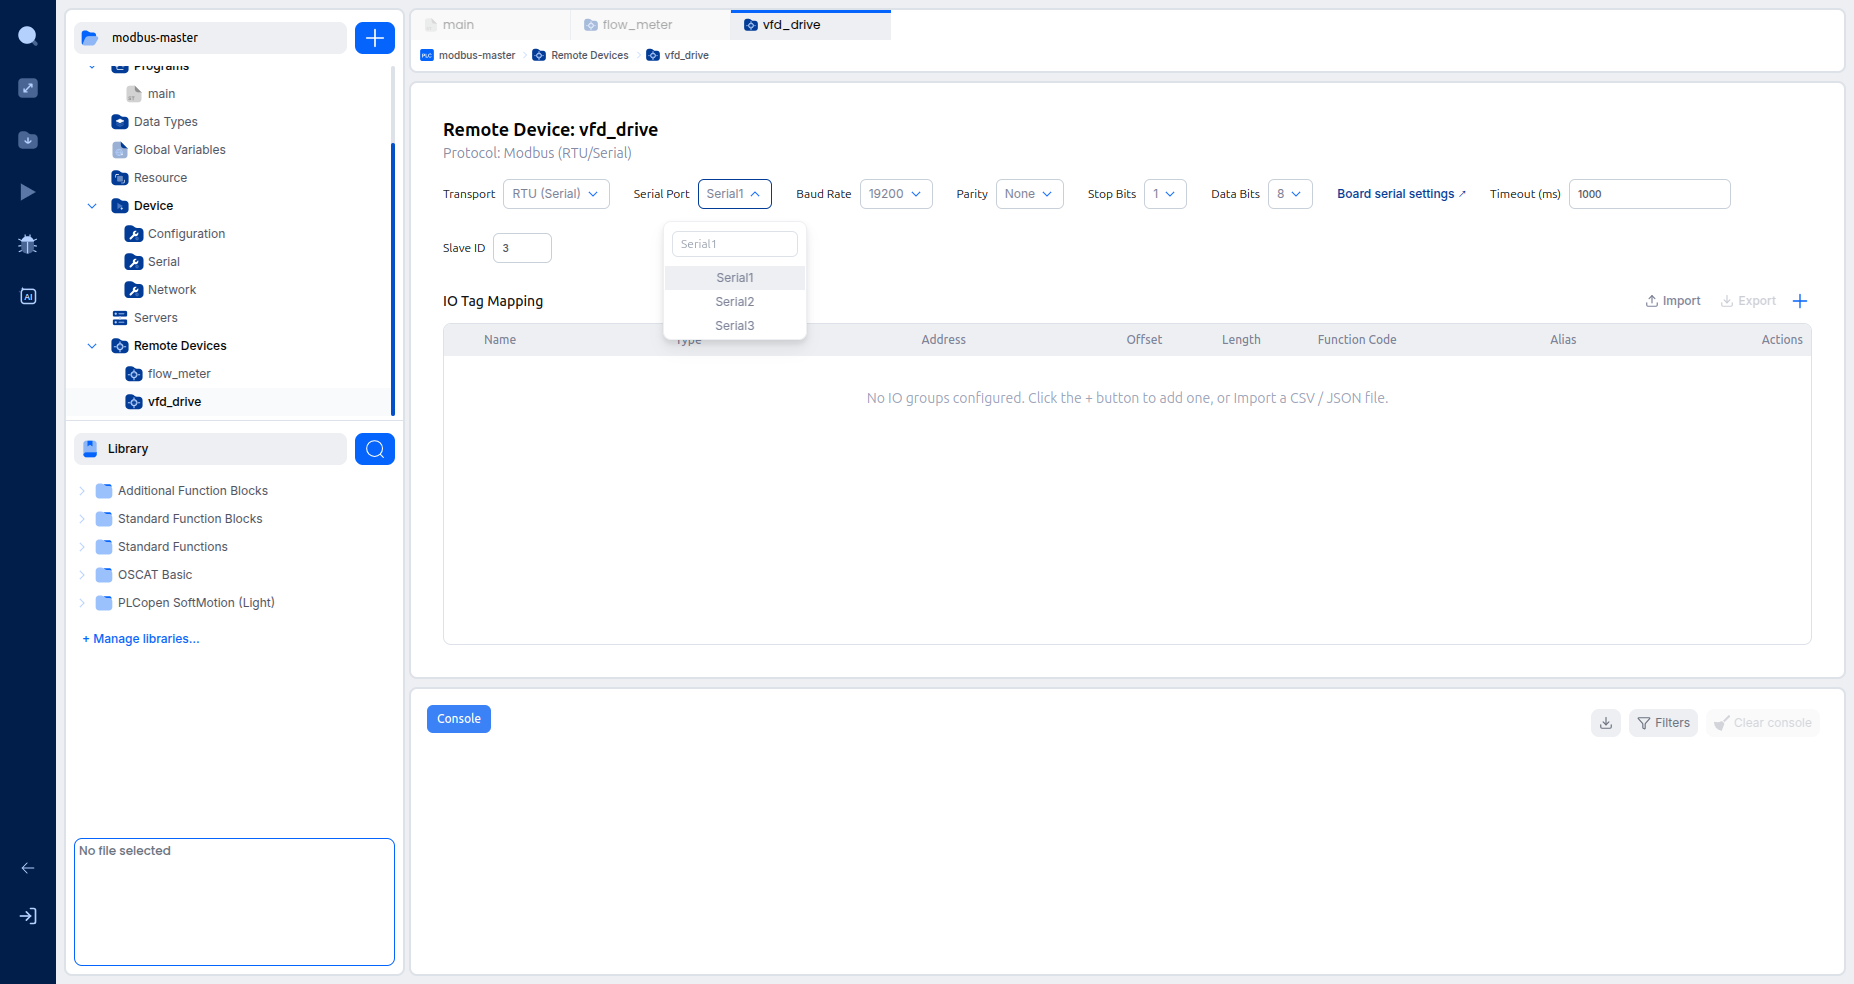 modbus-master
Programs
main
Data Types
Global Variables
Resource
Device
Configuration
Serial
Network
Servers
Remote Devices
flow_meter
vfd_drive
Library
Additional Function Blocks
Standard Function Blocks
Standard Functions
OSCAT Basic
PLCopen SoftMotion (Light)
+ Manage libraries...
No file selected
AI
main flow_meter vfd_drive
PLC modbus-master Remote Devices vfd_drive
Remote Device: vfd_drive
Protocol: Modbus (RTU/Serial)
Transport RTU (Serial) Serial Port Serial1 Baud Rate 19200 Parity None Stop Bits 1 Data Bits 8 Board serial settings ↗ Timeout (ms) 1000
Slave ID 3
Serial1
Serial1
Serial2
Serial3
IO Tag Mapping Import Export
Name Type Address Offset Length Function Code Alias Actions
No IO groups configured. Click the + button to add one, or Import a CSV / JSON file.
Console Filters Clear console